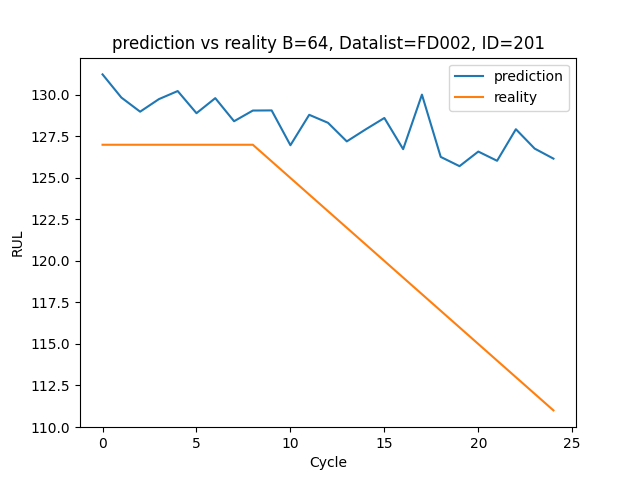 prediction vs reality B=64, Datalist=FD002, ID=201
prediction
reality
RUL
130.0
127.5
125.0
122.5
120.0
117.5
115.0
112.5
110.0
0 5 10 15 20 25
Cycle